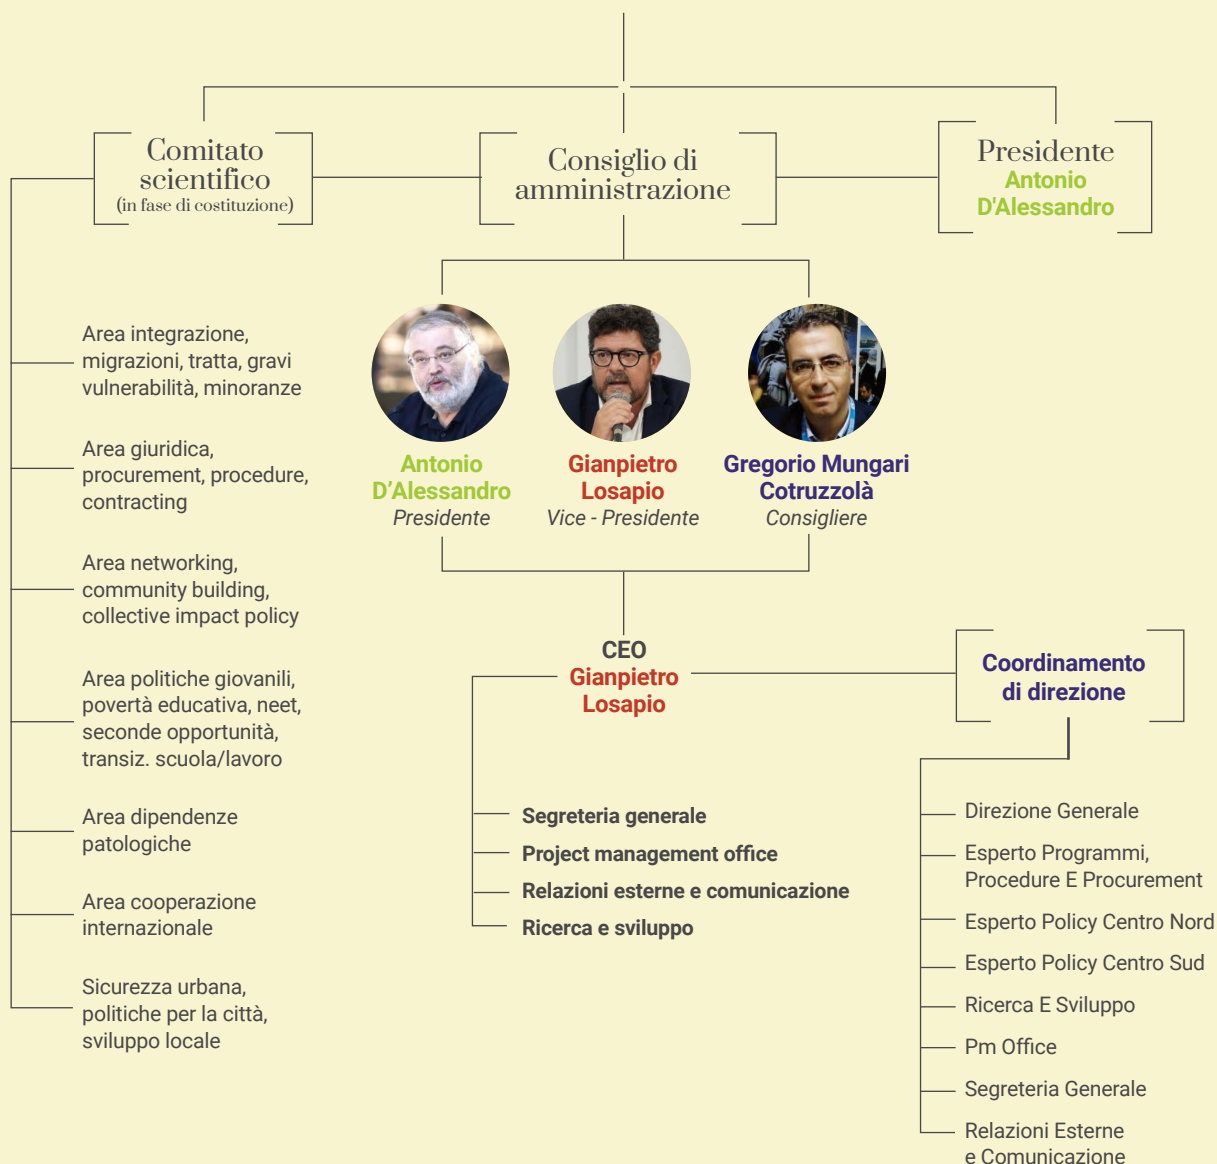 Comitato
scientifico
(in fase di costituzione)
Consiglio di
amministrazione
Presidente
Antonio
D'Alessandro
Area integrazione,
migrazioni, tratta, gravi
vulnerabilità, minoranze
Area giuridica,
procurement, procedure,
contracting
Area networking,
community building,
collective impact policy
Area politiche giovanili,
povertà educativa, neet,
seconde opportunità,
transiz. scuola/lavoro
Area dipendenze
patologiche
Area cooperazione
internazionale
Sicurezza urbana,
politiche per la città,
sviluppo locale
Antonio
D’Alessandro
Presidente
Gianpietro
Losapio
Vice - Presidente
Gregorio Mungari
Cotruzzolà
Consigliere
CEO
Gianpietro
Losapio
Segreteria generale
Project management office
Relazioni esterne e comunicazione
Ricerca e sviluppo
Coordinamento
di direzione
Direzione Generale
Esperto Programmi,
Procedure E Procurement
Esperto Policy Centro Nord
Esperto Policy Centro Sud
Ricerca E Sviluppo
Pm Office
Segreteria Generale
Relazioni Esterne
e Comunicazione